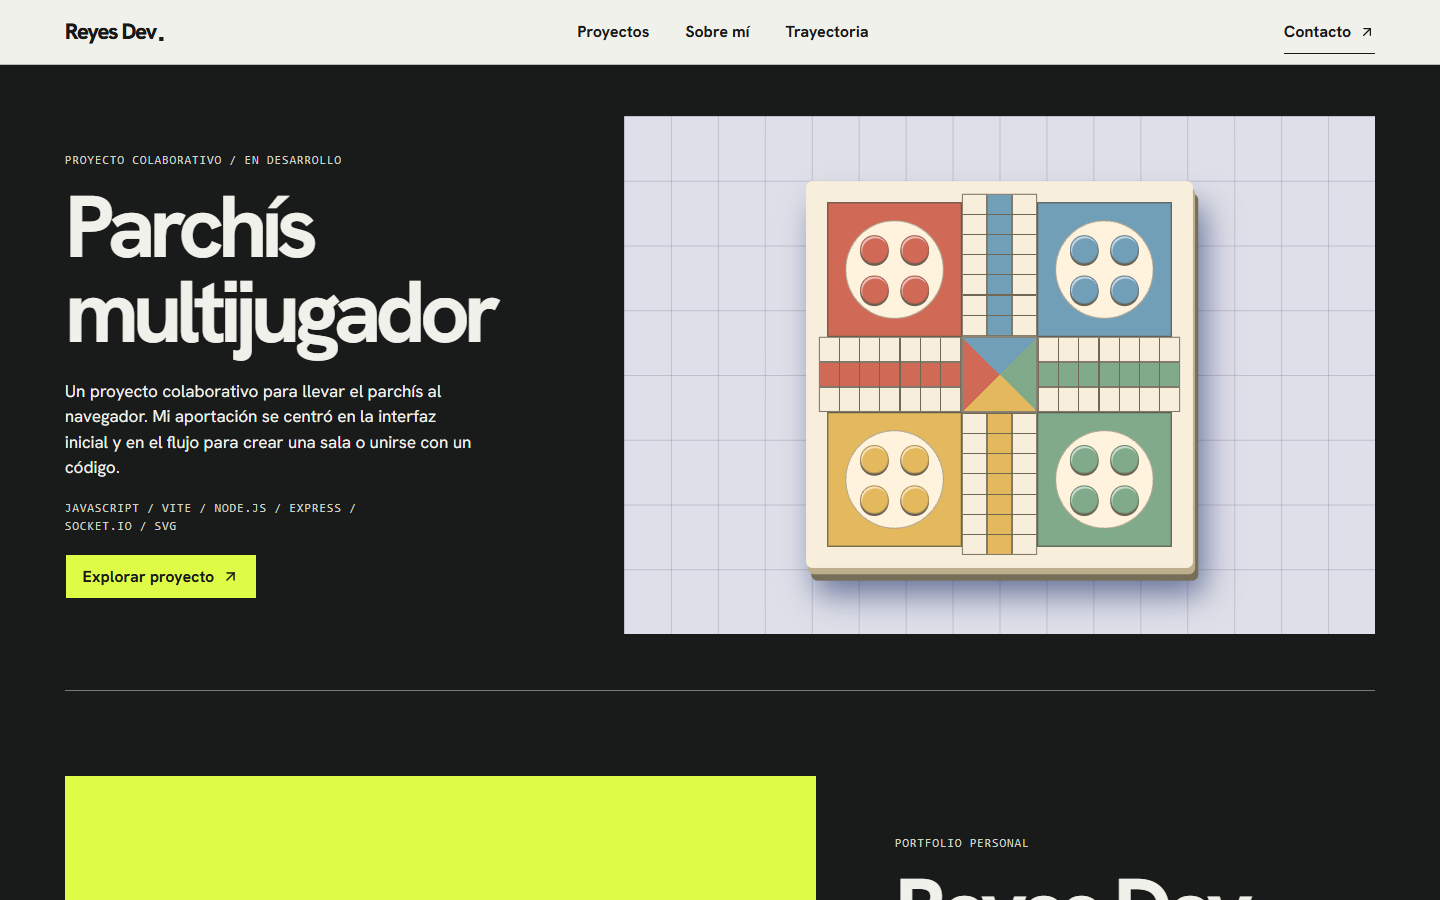 Reyes Dev.
Proyectos
Sobre mí
Trayectoria
Contacto
PROYECTO COLABORATIVO / EN DESARROLLO
Parchís
multijugador
Un proyecto colaborativo para llevar el parchís al
navegador. Mi aportación se centró en la interfaz
inicial y en el flujo para crear una sala o unirse con un
código.
JAVASCRIPT / VITE / NODE.JS / EXPRESS /
SOCKET.IO / SVG
Explorar proyecto
PORTFOLIO PERSONAL
Reyes Dev